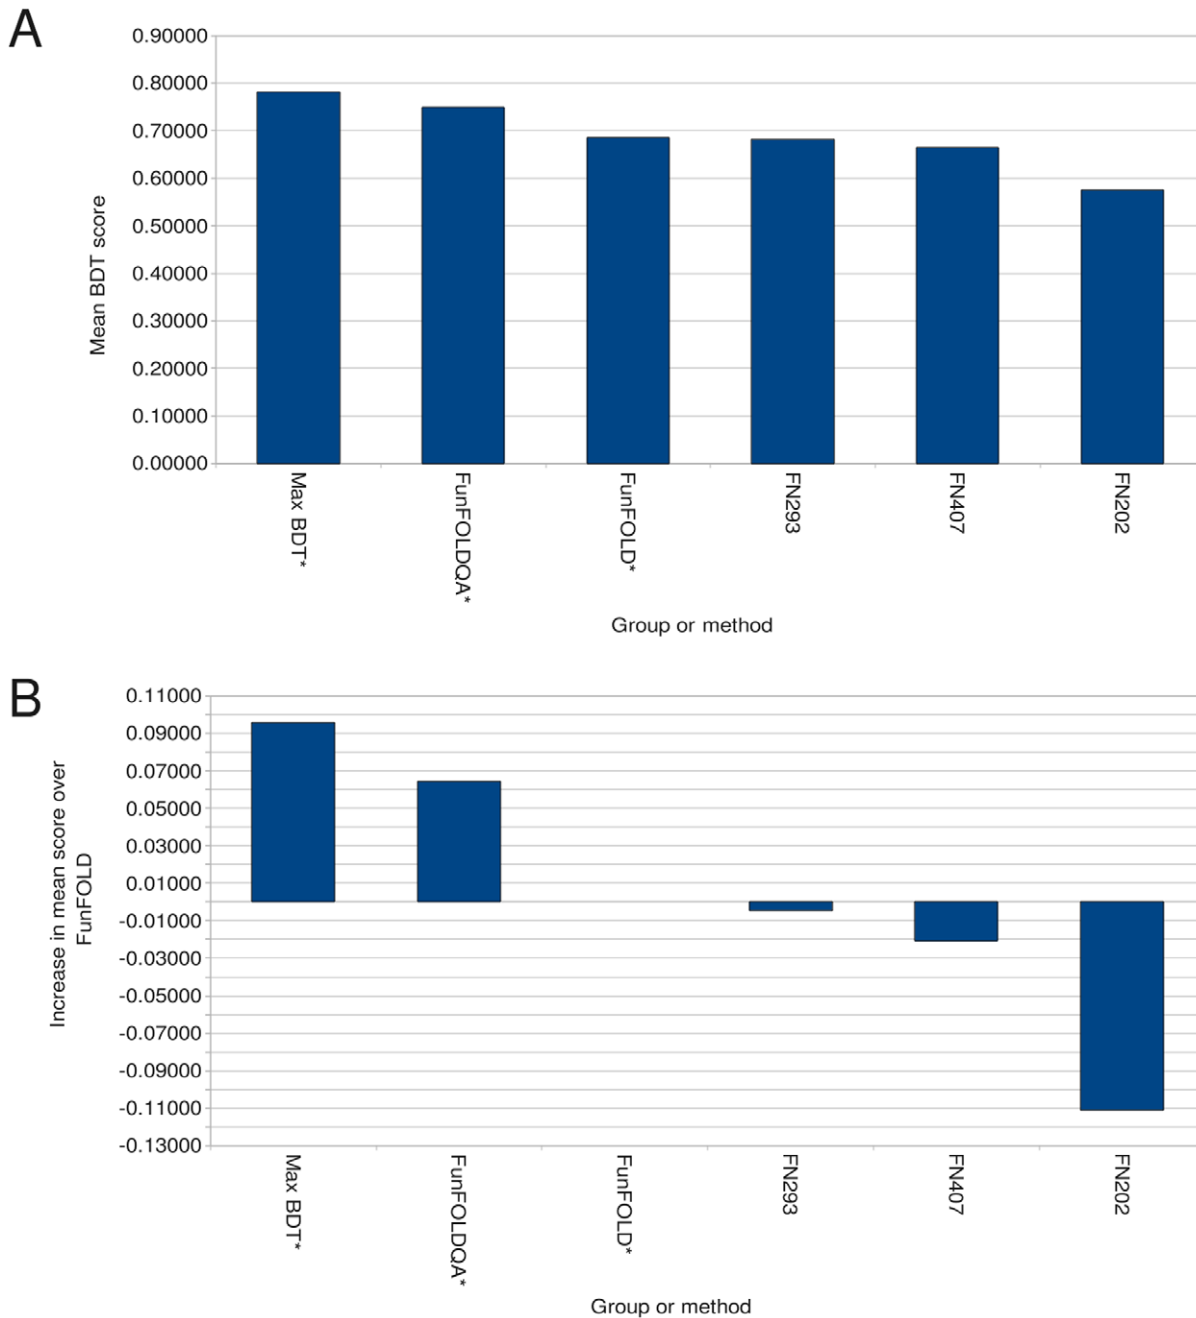 A
0.90000
0.80000
0.70000
0.60000
0.50000
0.40000
0.30000
0.20000
0.10000
0.00000
Mean BDT score
Max BDT*
FunFOLDQA*
FunFOLD*
FN293
FN407
FN202
Group or method
B
0.11000
0.09000
0.07000
0.05000
0.03000
0.01000
-0.01000
-0.03000
-0.05000
-0.07000
-0.09000
-0.11000
-0.13000
Increase in mean score over
FunFOLD
Max BDT*
FunFOLDQA*
FunFOLD*
FN293
FN407
FN202
Group or method